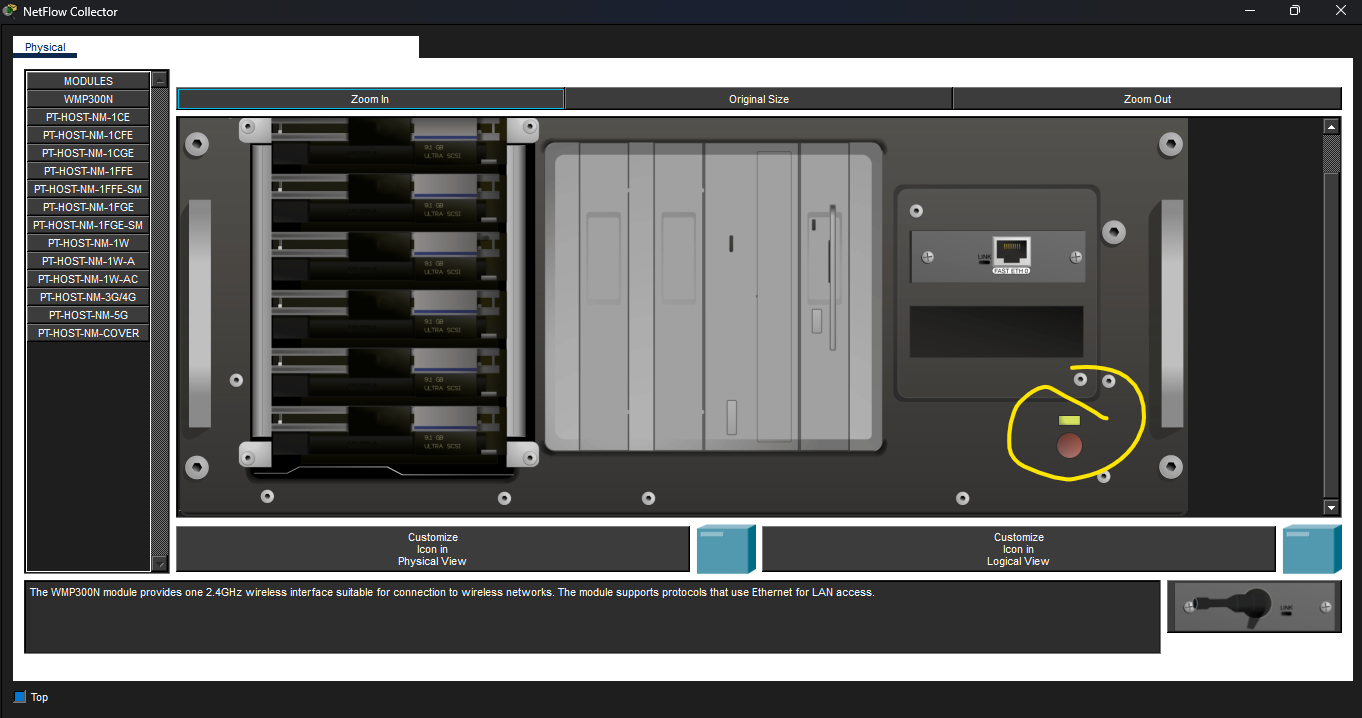 NetFlow Collector
Physical
MODULES
WMP300N
PT-HOST-NM-1CE
PT-HOST-NM-1CFE
PT-HOST-NM-1CGE
PT-HOST-NM-1FFE
PT-HOST-NM-1FFE-SM
PT-HOST-NM-1FGE
PT-HOST-NM-1FGE-SM
PT-HOST-NM-1W
PT-HOST-NM-1W-A
PT-HOST-NM-1W-AC
PT-HOST-NM-3G/4G
PT-HOST-NM-5G
PT-HOST-NM-COVER
Zoom In
Original Size
Zoom Out
9.1 GB
ULTRA SCSI
9.1 GB
ULTRA SCSI
9.1 GB
ULTRA SCSI
9.1 GB
ULTRA SCSI
9.1 GB
ULTRA SCSI
9.1 GB
ULTRA SCSI
LINK
FAST ETH 0
Customize
Icon in
Physical View
Customize
Icon in
Logical View
The WMP300N module provides one 2.4GHz wireless interface suitable for connection to wireless networks. The module supports protocols that use Ethernet for LAN access.
LINK
Top